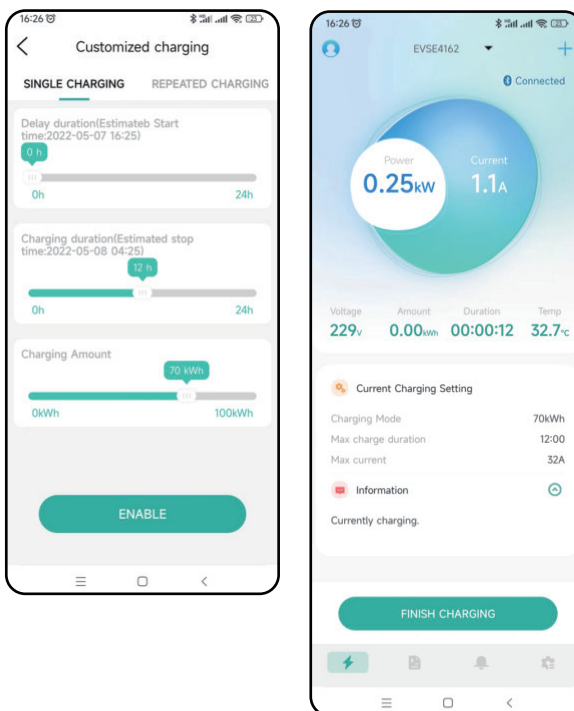 16:26
23
Customized charging
SINGLE CHARGING REPEATED CHARGING
Delay duration(Estimateb Start
time:2022-05-07 16:25)
0 h
0h 24h
Charging duration(Estimated stop
time:2022-05-08 04:25)
12 h
0h 24h
Charging Amount
70 kWh
0kWh 100kWh
ENABLE
16:26
23
EVSE4162
Connected
Power Current
0.25kW 1.1A
Voltage Amount Duration Temp
229V 0.00kWh 00:00:12 32.7℃
Current Charging Setting
Charging Mode 70kWh
Max charge duration 12:00
Max current 32A
Information
Currently charging.
FINISH CHARGING